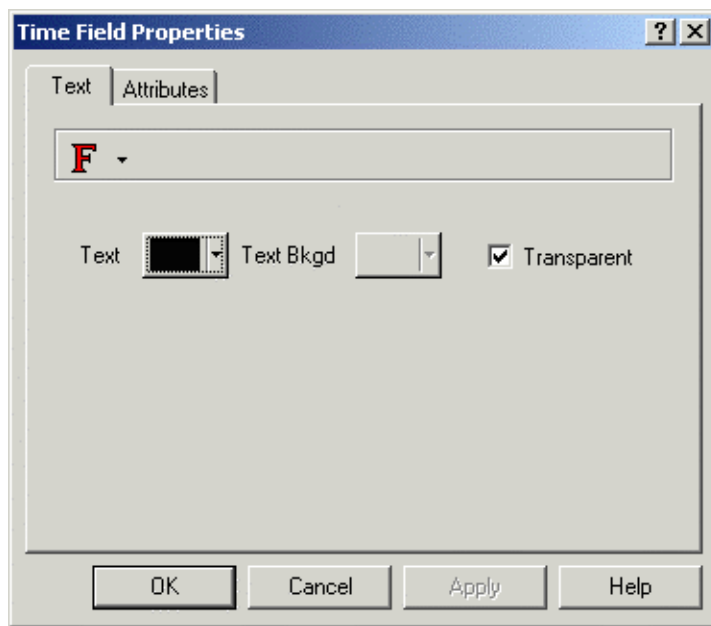 Time Field Properties
Text Attributes
F
Text Text Bkgd Transparent
OK Cancel Apply Help